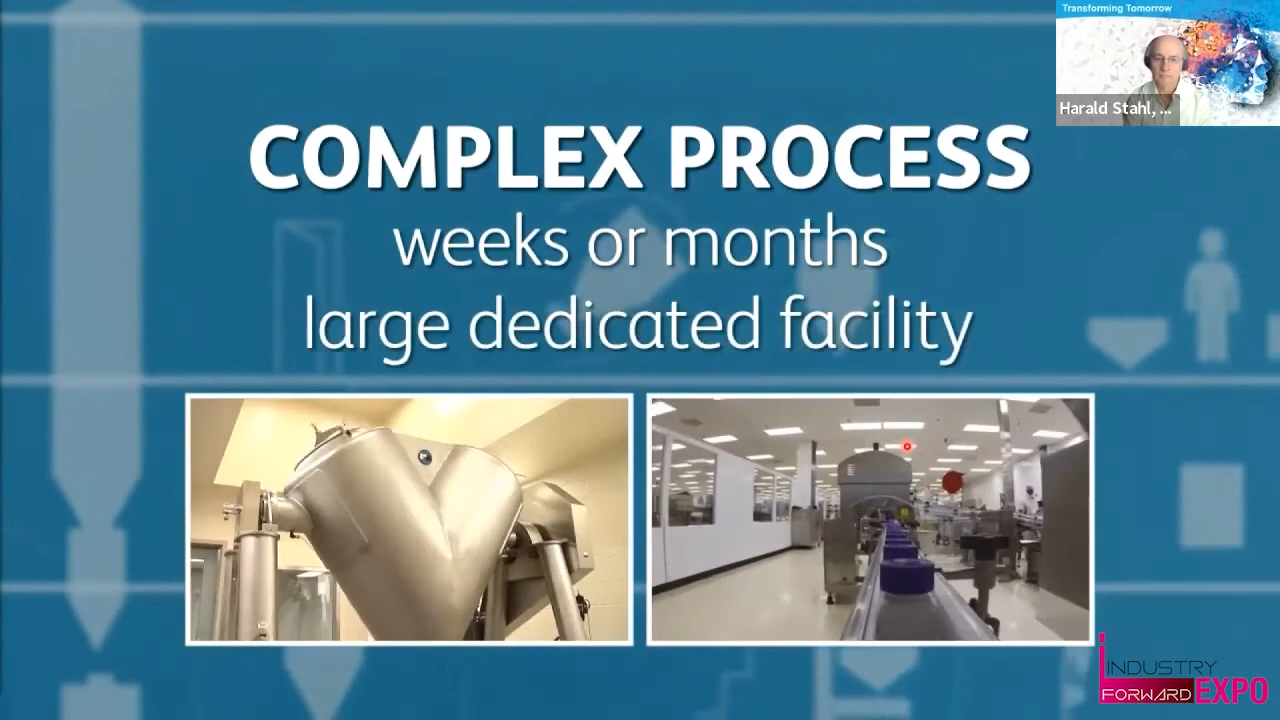 Transforming Tomorrow
Harald Stahl, ...
COMPLEX PROCESS
weeks or months
large dedicated facility
INDUSTRY
FORWARD EXPO